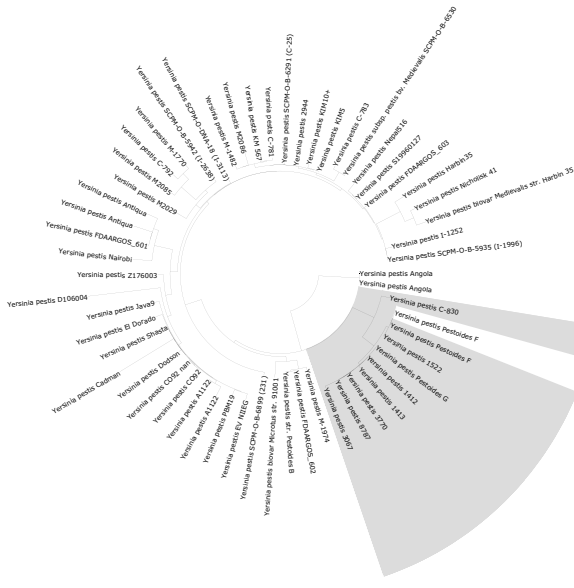 Yersinia pestis SCPM-O-B-6291 (C-25)
Yersinia pestis 2944
Yersinia pestis KIM10+
Yersinia pestis KIM5
Yersinia pestis C-783
Yersinia pestis subsp. pestis bv. Medievalis SCPM-O-B-6530
Yersinia pestis Nepal516
Yersinia pestis S19960127
Yersinia pestis FDAARGOS_603
Yersinia pestis Harbin35
Yersinia pestis Nicholisk 41
Yersinia pestis biovar Medievalis str. Harbin 35
Yersinia pestis I-1252
Yersinia pestis SCPM-O-B-5935 (I-1996)
Yersinia pestis Angola
Yersinia pestis Angola
Yersinia pestis C-830
Yersinia pestis Pestoides F
Yersinia pestis Pestoides F
Yersinia pestis 1522
Yersinia pestis Pestoides G
Yersinia pestis 1412
Yersinia pestis 1413
Yersinia pestis 3770
Yersinia pestis 8787
Yersinia pestis 3067
Yersinia pestis M-1974
Yersinia pestis FDAARGOS_602
Yersinia pestis str. Pestoides B
Yersinia pestis biovar Microtus str. 91001
Yersinia pestis SCPM-O-B-6899 (231)
Yersinia pestis EV NIIEG
Yersinia pestis PBM19
Yersinia pestis A1122
Yersinia pestis A1122
Yersinia pestis CO92
Yersinia pestis CO92 nan
Yersinia pestis Dodson
Yersinia pestis Cadman
Yersinia pestis Shasta
Yersinia pestis El Dorado
Yersinia pestis Java9
Yersinia pestis D106004
Yersinia pestis Z176003
Yersinia pestis Nairobi
Yersinia pestis FDAARGOS_601
Yersinia pestis Antiqua
Yersinia pestis Antiqua
Yersinia pestis M2029
Yersinia pestis M2085
Yersinia pestis C-792
Yersinia pestis M-1770
Yersinia pestis SCPM-O-B-5942 (I-2638)
Yersinia pestis SCPM-O-DNA-18 (I-3113)
Yersinia pestis M-1482
Yersinia pestis M2086
Yersinia pestis KM 567
Yersinia pestis C-781